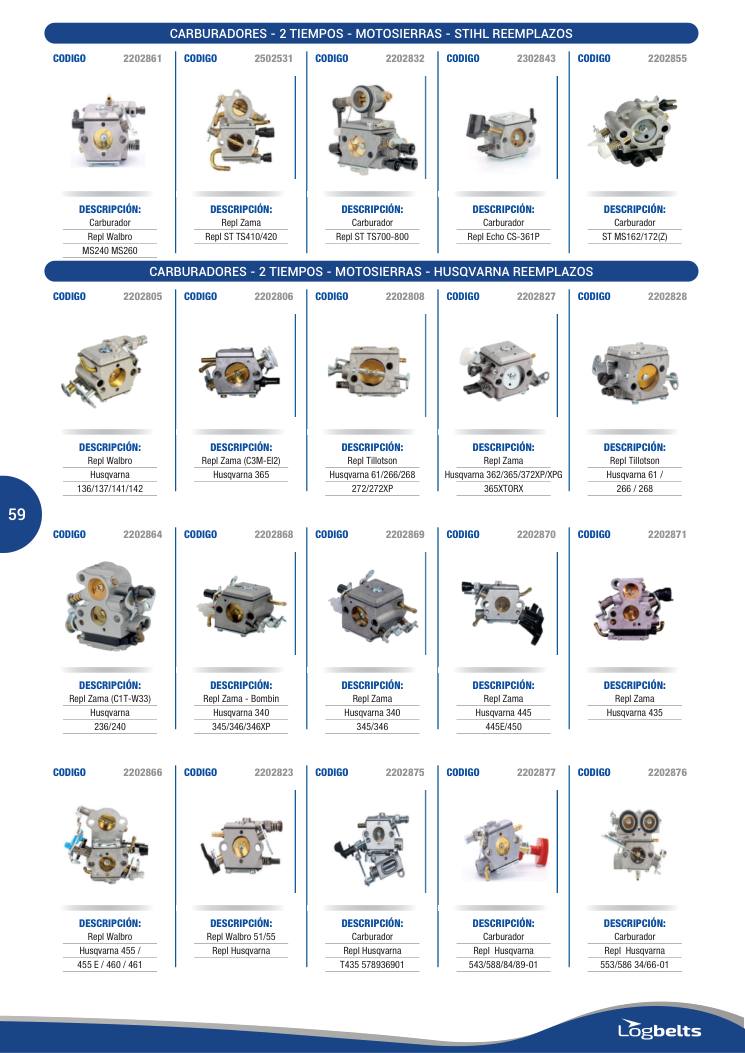 CARBURADORES - 2 TIEMPOS - MOTOSIERRAS - STIHL REEMPLAZOS
CODIGO 2202861
DESCRIPCIÓN:
Carburador
Repl Walbro
MS240 MS260
CODIGO 2502531
DESCRIPCIÓN:
Repl Zama
Repl ST TS410/420
CODIGO 2202832
DESCRIPCIÓN:
Carburador
Repl ST TS700-800
CODIGO 2302843
DESCRIPCIÓN:
Carburador
Repl Echo CS-361P
CODIGO 2202855
DESCRIPCIÓN:
Carburador
ST MS162/172(Z)
CARBURADORES - 2 TIEMPOS - MOTOSIERRAS - HUSQVARNA REEMPLAZOS
CODIGO 2202805
DESCRIPCIÓN:
Repl Walbro
Husqvarna
136/137/141/142
CODIGO 2202806
DESCRIPCIÓN:
Repl Zama (C3M-EI2)
Husqvarna 365
CODIGO 2202808
DESCRIPCIÓN:
Repl Tillotson
Husqvarna 61/266/268
272/272XP
CODIGO 2202827
DESCRIPCIÓN:
Repl Zama
Husqvarna 362/365/372XP/XPG
365XTORX
CODIGO 2202828
DESCRIPCIÓN:
Repl Tillotson
Husqvarna 61 /
266 / 268
59
CODIGO 2202864
DESCRIPCIÓN:
Repl Zama (C1T-W33)
Husqvarna
236/240
CODIGO 2202868
DESCRIPCIÓN:
Repl Zama - Bombin
Husqvarna 340
345/346/346XP
CODIGO 2202869
DESCRIPCIÓN:
Repl Zama
Husqvarna 340
345/346
CODIGO 2202870
DESCRIPCIÓN:
Repl Zama
Husqvarna 445
445E/450
CODIGO 2202871
DESCRIPCIÓN:
Repl Zama
Husqvarna 435
CODIGO 2202866
DESCRIPCIÓN:
Repl Walbro
Husqvarna 455 /
455 E / 460 / 461
CODIGO 2202823
DESCRIPCIÓN:
Repl Walbro 51/55
Repl Husqvarna
CODIGO 2202875
DESCRIPCIÓN:
Carburador
Repl Husqvarna
T435 578936901
CODIGO 2202877
DESCRIPCIÓN:
Carburador
Repl Husqvarna
543/588/84/89-01
CODIGO 2202876
DESCRIPCIÓN:
Carburador
Repl Husqvarna
553/586 34/66-01
Logbelts